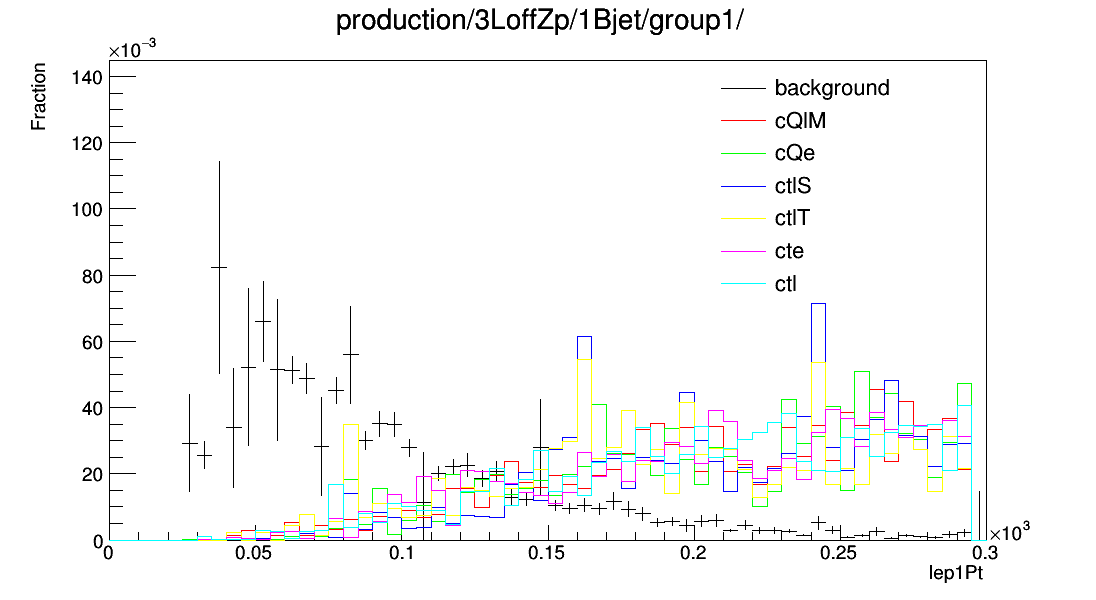 production/3LoffZp/1Bjet/group1/
×10⁻³
Fraction
140
120
100
80
60
40
20
0
background
cQlM
cQe
ctlS
ctlT
cte
ctl
0 0.05 0.1 0.15 0.2 0.25 0.3
×10³
lep1Pt